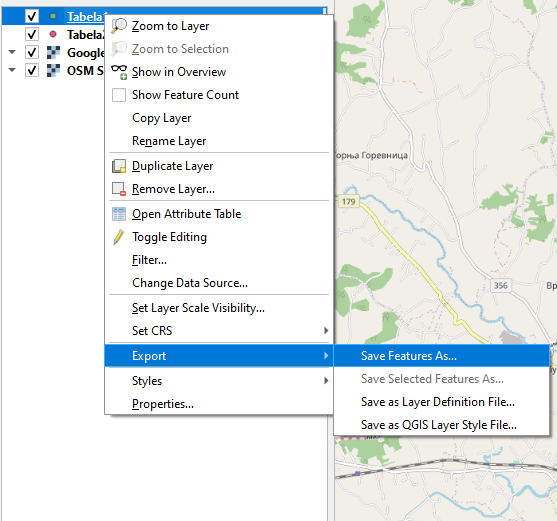 Tabela1
Zoom to Layer
Tabela2
Zoom to Selection
Google
Show in Overview
OSM S
Show Feature Count
Copy Layer
Rename Layer
Duplicate Layer
Remove Layer...
Open Attribute Table
Toggle Editing
Filter...
Change Data Source...
Set Layer Scale Visibility...
Set CRS
Export
Styles
Properties...
Save Features As...
Save Selected Features As...
Save as Layer Definition File...
Save as QGIS Layer Style File...
орња Горевница
179
356
Вр